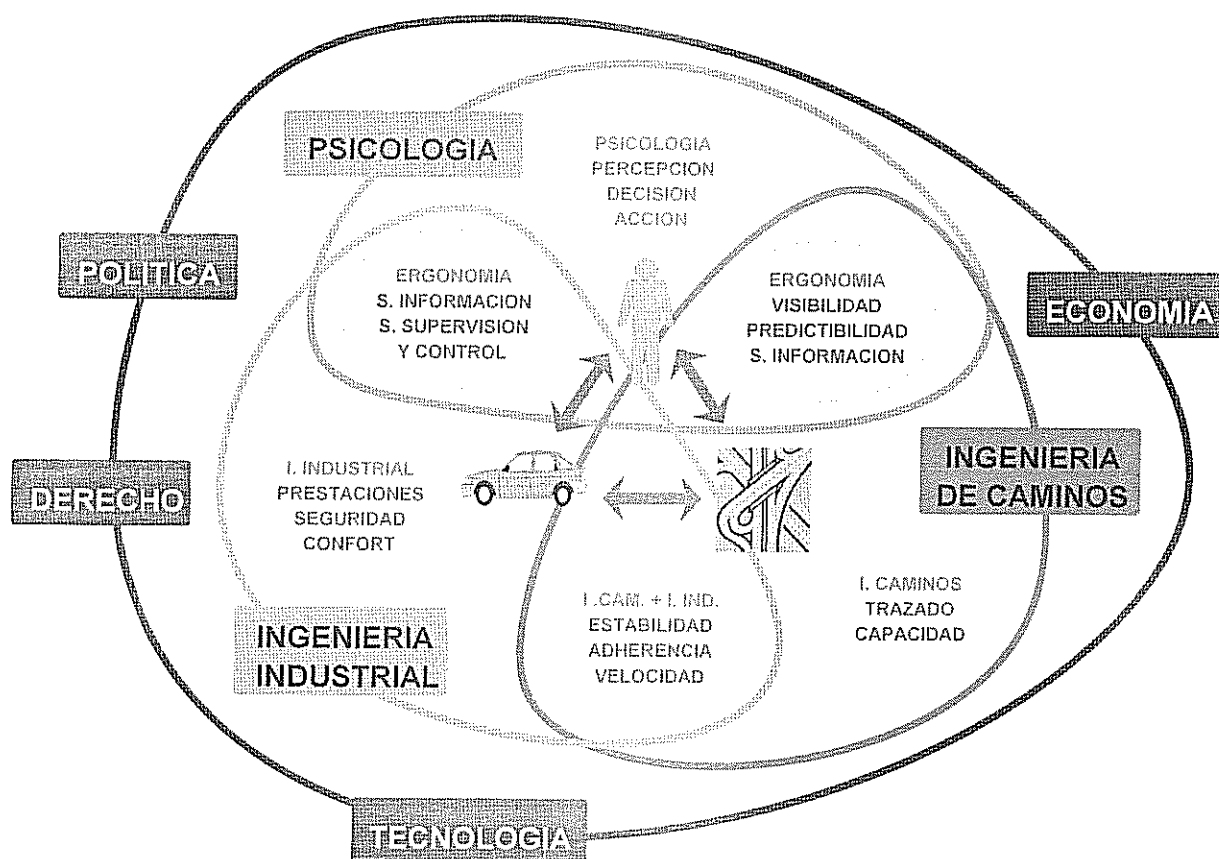 PSICOLOGIA
PSICOLOGIA
PERCEPCION
DECISION
ACCION
POLITICA
ERGONOMIA
S. INFORMACION
S. SUPERVISION
Y CONTROL
ERGONOMIA
VISIBILIDAD
PREDICTIBILIDAD
S. INFORMACION
ECONOMIA
DERECHO
I. INDUSTRIAL
PRESTACIONES
SEGURIDAD
CONFORT
INGENIERIA
DE CAMINOS
I .CAM. + I. IND.
ESTABILIDAD
ADHERENCIA
VELOCIDAD
I. CAMINOS
TRAZADO
CAPACIDAD
INGENIERIA
INDUSTRIAL
TECNOLOGIA